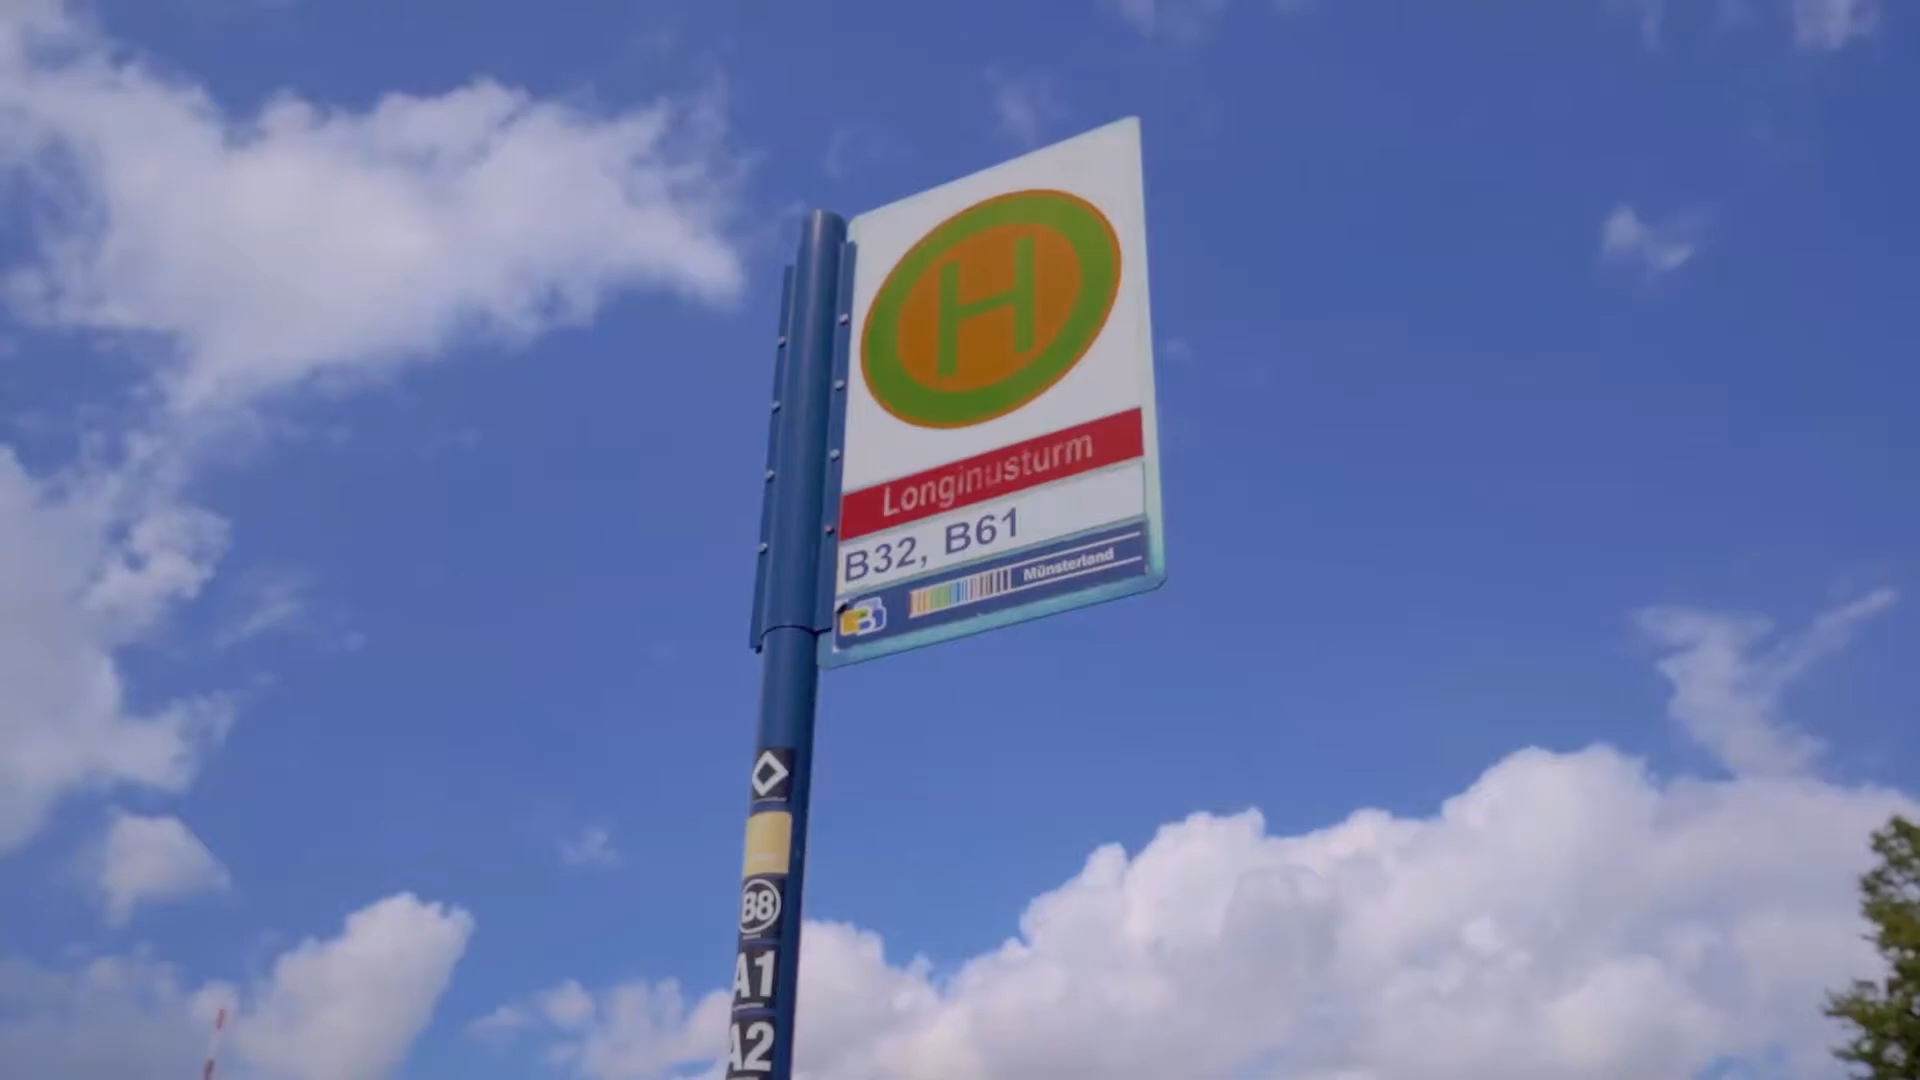 H
Longinusturm
B32, B61
B Münsterland
B8
A1
A2